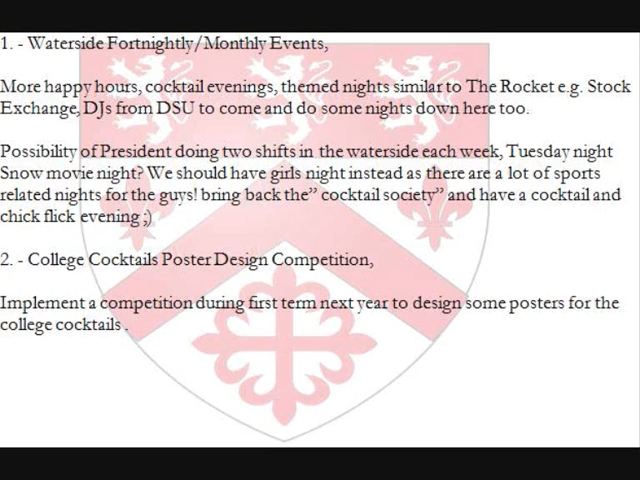 1. - Waterside Fortnightly/Monthly Events,
More happy hours, cocktail evenings, themed nights similar to The Rocket e.g. Stock
Exchange, DJs from DSU to come and do some nights down here too.
Possibility of President doing two shifts in the waterside each week, Tuesday night
Snow movie night? We should have girls night instead as there are a lot of sports
related nights for the guys! bring back the” cocktail society” and have a cocktail and
chick flick evening ;)
2. - College Cocktails Poster Design Competition,
Implement a competition during first term next year to design some posters for the
college cocktails .